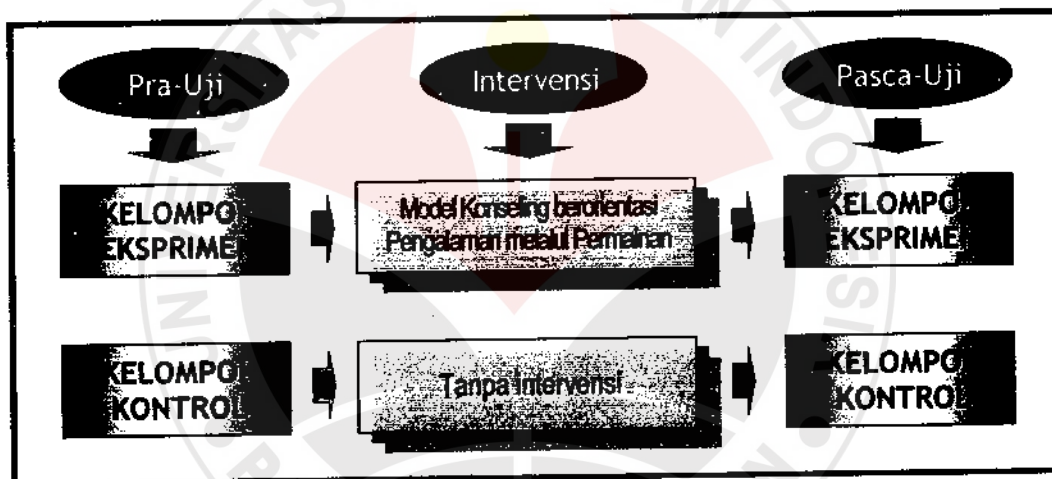 Pra-Uji
Intervensi
Pasca-Uji
KELOMPO
EKSPRIMEN
Model Konseling berorientasi
Pengalaman melalui Permainan
KELOMPO
EKSPRIME
KELOMPO
KONTROL
Tanpa Intervensi
KELOMPO
KONTROL